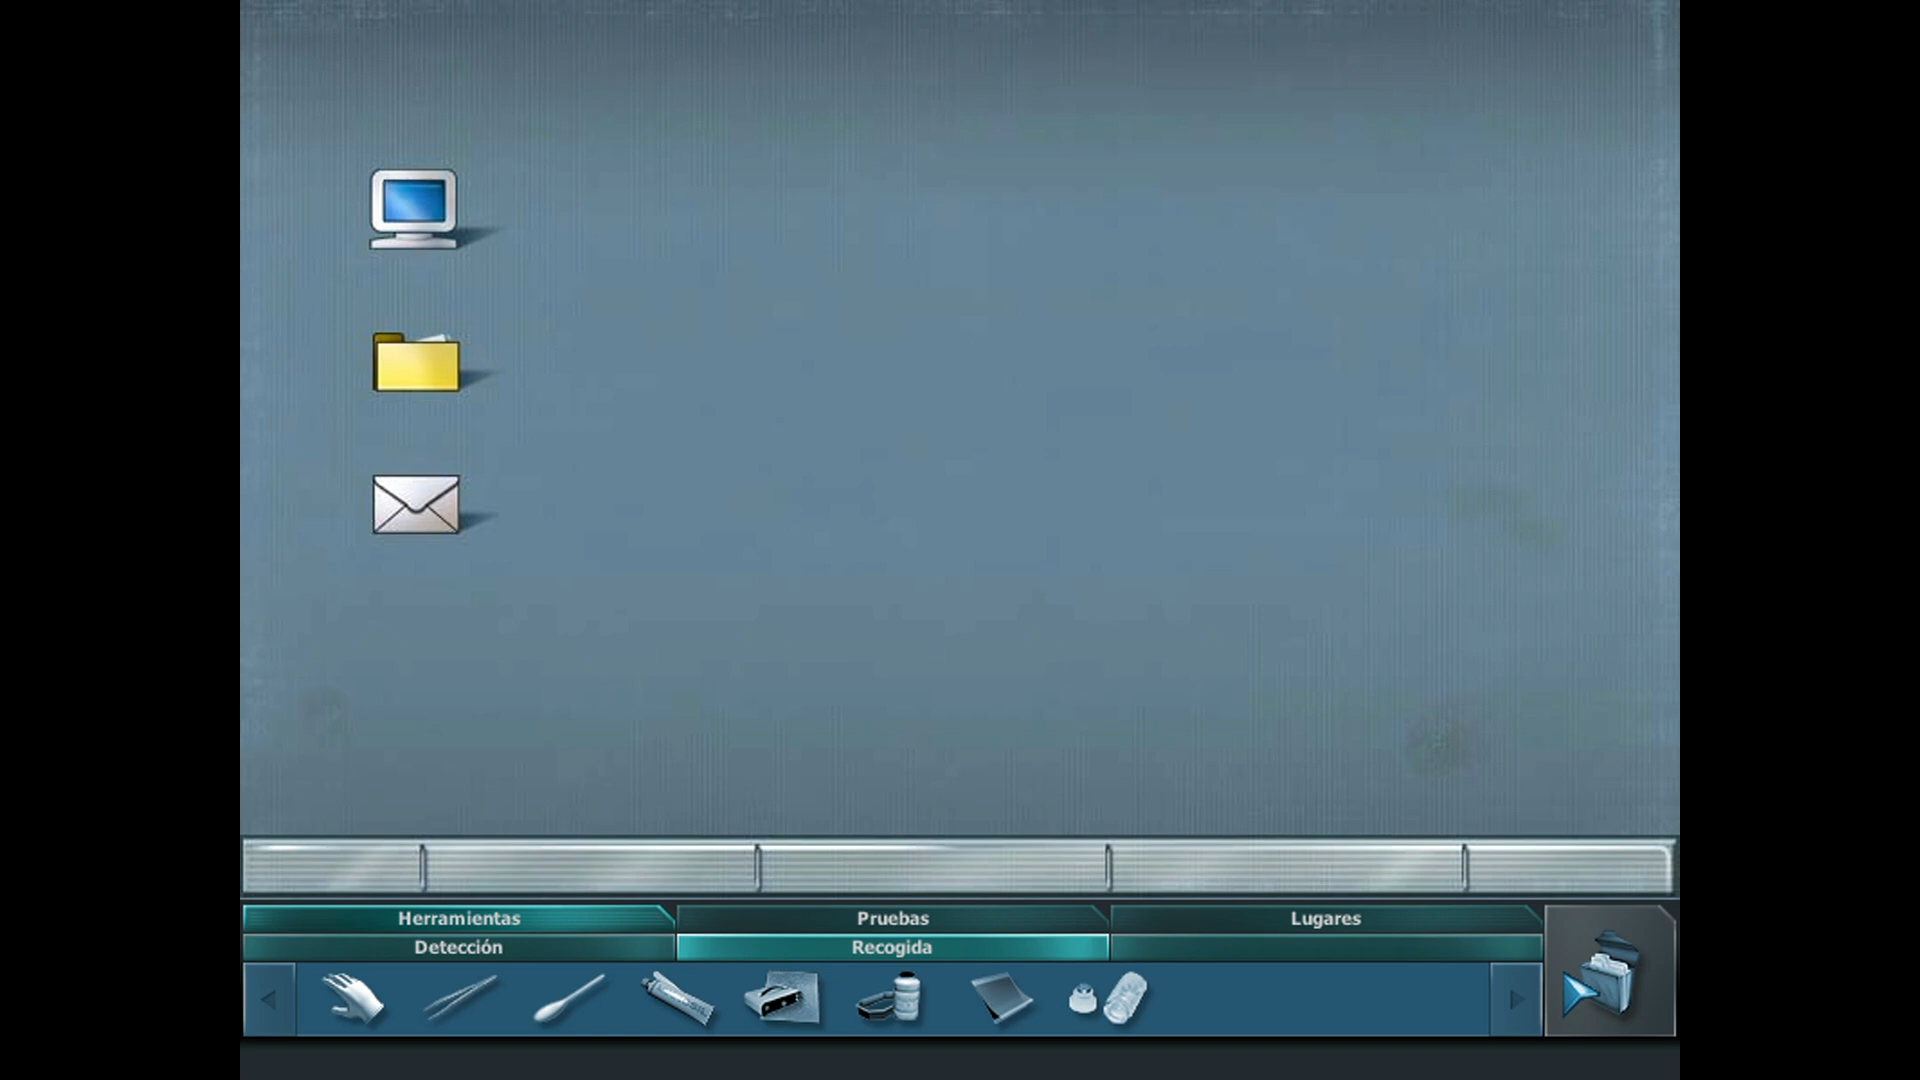 Herramientas
Pruebas
Lugares
Detección
Recogida